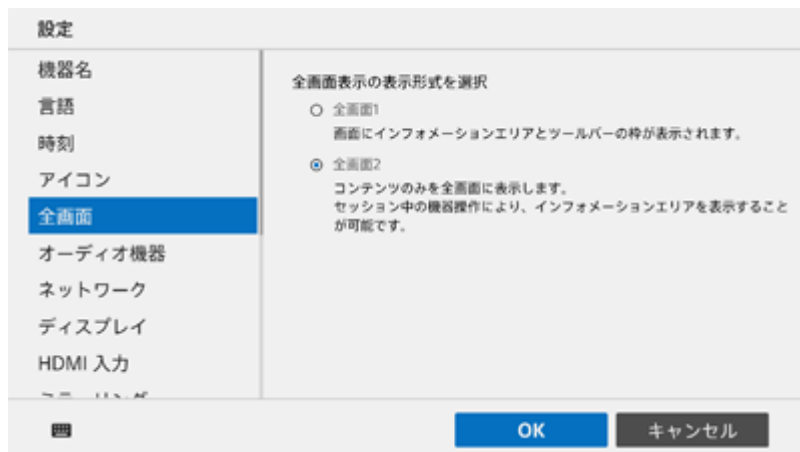 設定
機器名
言語
時刻
アイコン
全画面
オーディオ機器
ネットワーク
ディスプレイ
HDMI 入力
全画面表示の表示形式を選択
全画面1
画面にインフォメーションエリアとツールバーの枠が表示されます。
全画面2
コンテンツのみを全画面に表示します。
セッション中の機器操作により、インフォメーションエリアを表示すること
が可能です。
OK
キャンセル